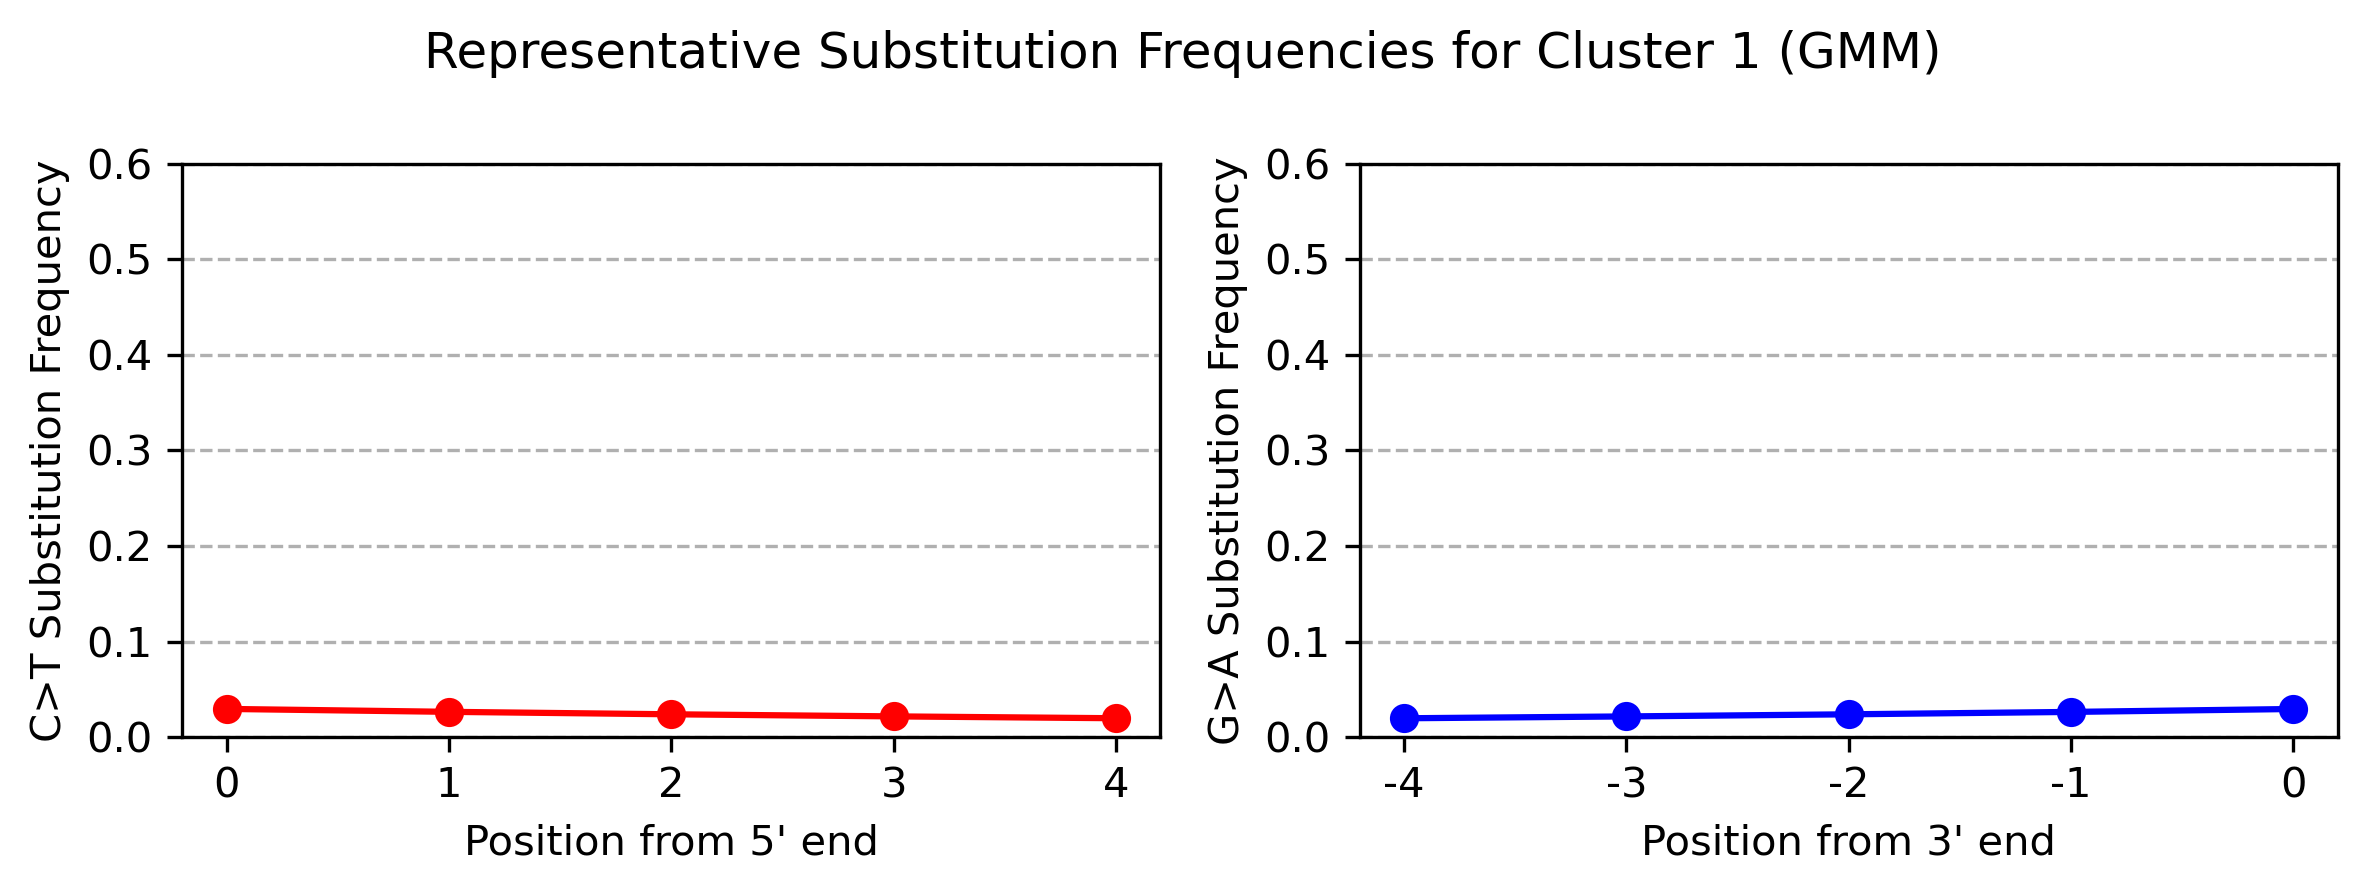 Representative Substitution Frequencies for Cluster 1 (GMM)
C>T Substitution Frequency
0.6
0.5
0.4
0.3
0.2
0.1
0.0
0 1 2 3 4
Position from 5' end
G>A Substitution Frequency
0.6
0.5
0.4
0.3
0.2
0.1
0.0
-4 -3 -2 -1 0
Position from 3' end